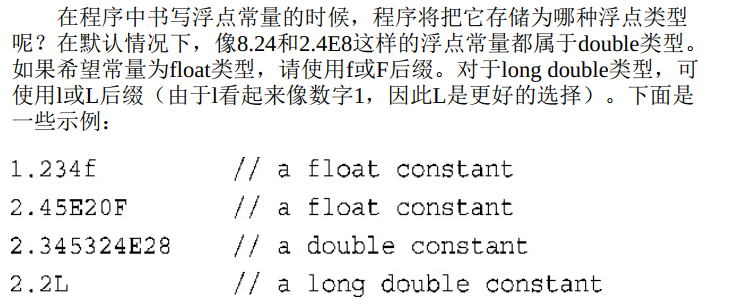 在程序中书写浮点常量的时候，程序将把它存储为哪种浮点类型
呢？在默认情况下，像8.24和2.4E8这样的浮点常量都属于double类型。
如果希望常量为float类型，请使用f或F后缀。对于long double类型，可
使用l或L后缀（由于l看起来像数字1，因此L是更好的选择）。下面是
一些示例：
1.234f // a float constant
2.45E20F // a float constant
2.345324E28 // a double constant
2.2L // a long double constant